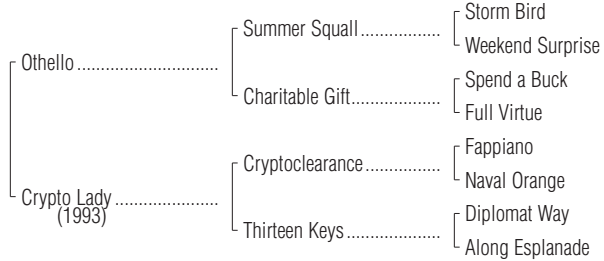 Storm Bird
Summer Squall..................
Weekend Surprise
Othello................................
Spend a Buck
Charitable Gift....................
Full Virtue
Fappiano
Cryptoclearance.................
Naval Orange
Crypto Lady.......................
(1993)
Diplomat Way
Thirteen Keys.....................
Along Esplanade